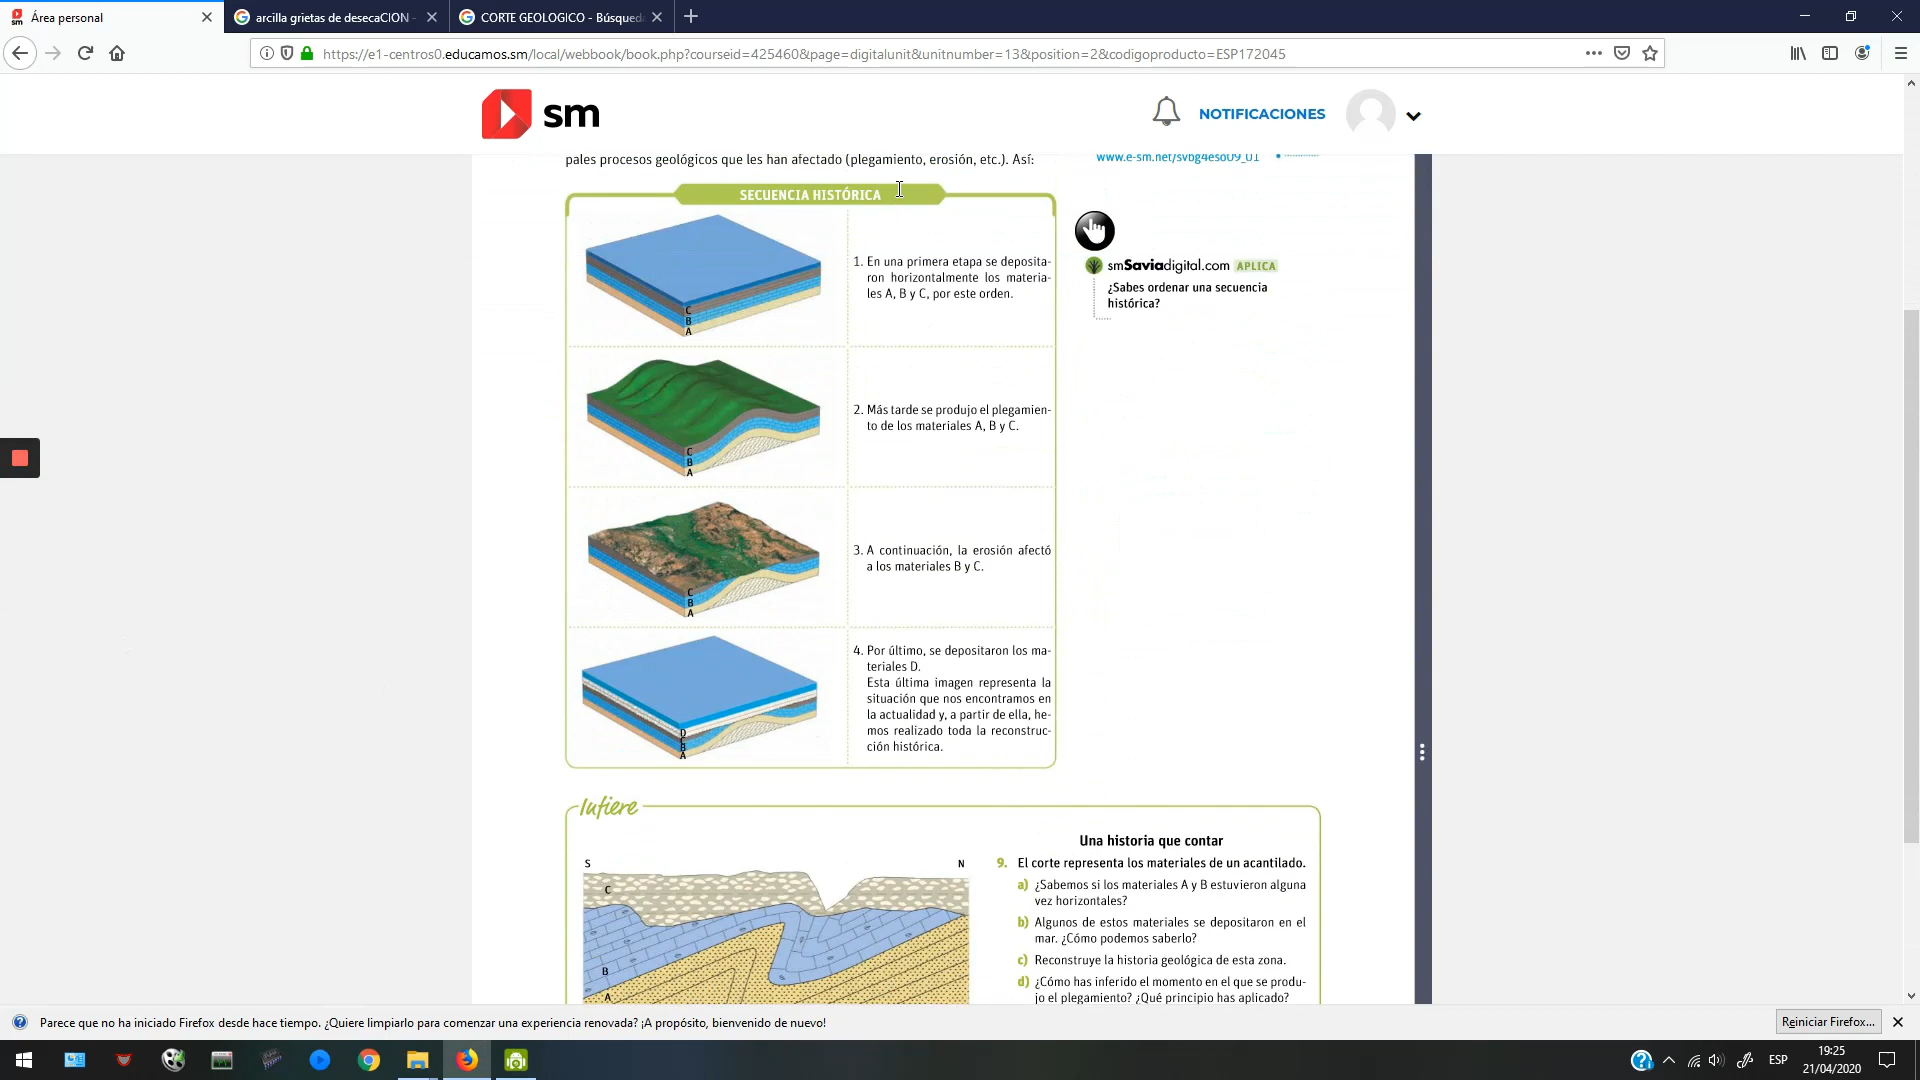 Área personal
arcilla grietas de desecaCION -
CORTE GEOLOGICO - Búsqueda
https://e1-centros0.educamos.sm/local/webbook/book.php?courseid=425460&page=digitalunit&unitnumber=13&position=2&codigoproducto=ESP172045
sm
NOTIFICACIONES
pales procesos geológicos que les han afectado (plegamiento, erosión, etc.). Así:
www.e-sm.net/svbg4eso09_01
SECUENCIA HISTÓRICA
C
B
A
1. En una primera etapa se deposita-
ron horizontalmente los materia-
les A, B y C, por este orden.
smSaviadigital.com APLICA
¿Sabes ordenar una secuencia
histórica?
C
B
A
2. Más tarde se produjo el plegamien-
to de los materiales A, B y C.
C
B
A
3. A continuación, la erosión afectó
a los materiales B y C.
D
C
B
A
4. Por último, se depositaron los ma-
teriales D.
Esta última imagen representa la
situación que nos encontramos en
la actualidad y, a partir de ella, he-
mos realizado toda la reconstruc-
ción histórica.
Infiere
S
N
C
B
A
Una historia que contar
9. El corte representa los materiales de un acantilado.
a) ¿Sabemos si los materiales A y B estuvieron alguna
vez horizontales?
b) Algunos de estos materiales se depositaron en el
mar. ¿Cómo podemos saberlo?
c) Reconstruye la historia geológica de esta zona.
d) ¿Cómo has inferido el momento en el que se produ-
jo el plegamiento? ¿Qué principio has aplicado?
Parece que no ha iniciado Firefox desde hace tiempo. ¿Quiere limpiarlo para comenzar una experiencia renovada? ¡A propósito, bienvenido de nuevo!
Reiniciar Firefox...
ESP
19:25
21/04/2020